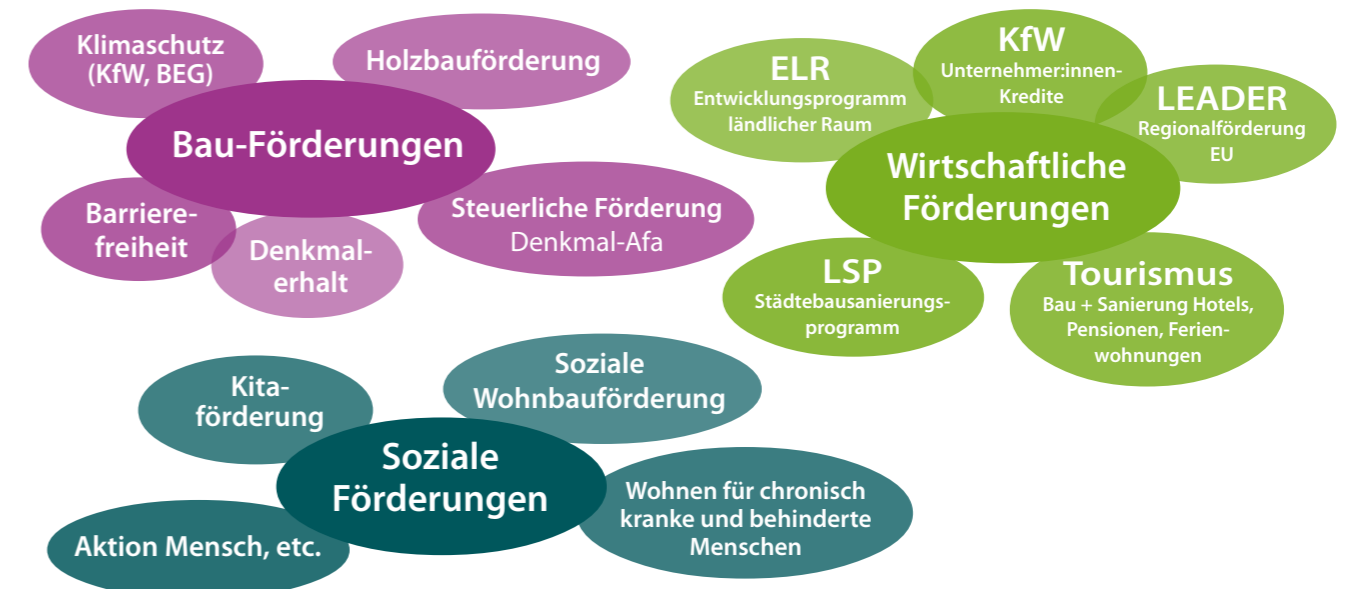 Klimaschutz
(KfW, BEG)
Holzbauförderung
Bau-Förderungen
Barriere-
freiheit
Denkmal-
erhalt
Steuerliche Förderung
Denkmal-Afa
ELR
Entwicklungsprogramm
ländlicher Raum
KfW
Unternehmer:innen-
Kredite
LEADER
Regionalförderung
EU
Wirtschaftliche
Förderungen
LSP
Städtebausanierungs-
programm
Tourismus
Bau + Sanierung Hotels,
Pensionen, Ferien-
wohnungen
Kita-
förderung
Soziale
Wohnbauförderung
Soziale
Förderungen
Aktion Mensch, etc.
Wohnen für chronisch
kranke und behinderte
Menschen